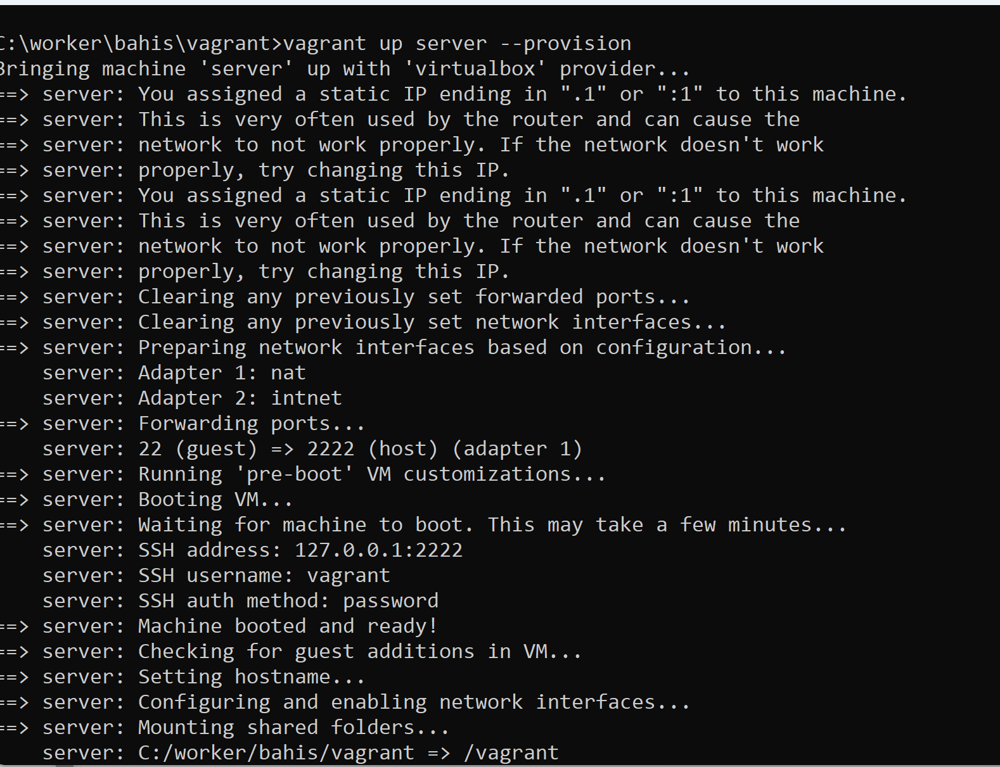 C:\worker\bahis\vagrant>vagrant up server --provision
Bringing machine 'server' up with 'virtualbox' provider...
==> server: You assigned a static IP ending in ".1" or ":1" to this machine.
==> server: This is very often used by the router and can cause the
==> server: network to not work properly. If the network doesn't work
==> server: properly, try changing this IP.
==> server: You assigned a static IP ending in ".1" or ":1" to this machine.
==> server: This is very often used by the router and can cause the
==> server: network to not work properly. If the network doesn't work
==> server: properly, try changing this IP.
==> server: Clearing any previously set forwarded ports...
==> server: Clearing any previously set network interfaces...
==> server: Preparing network interfaces based on configuration...
    server: Adapter 1: nat
    server: Adapter 2: intnet
==> server: Forwarding ports...
    server: 22 (guest) => 2222 (host) (adapter 1)
==> server: Running 'pre-boot' VM customizations...
==> server: Booting VM...
==> server: Waiting for machine to boot. This may take a few minutes...
    server: SSH address: 127.0.0.1:2222
    server: SSH username: vagrant
    server: SSH auth method: password
==> server: Machine booted and ready!
==> server: Checking for guest additions in VM...
==> server: Setting hostname...
==> server: Configuring and enabling network interfaces...
==> server: Mounting shared folders...
    server: C:/worker/bahis/vagrant => /vagrant